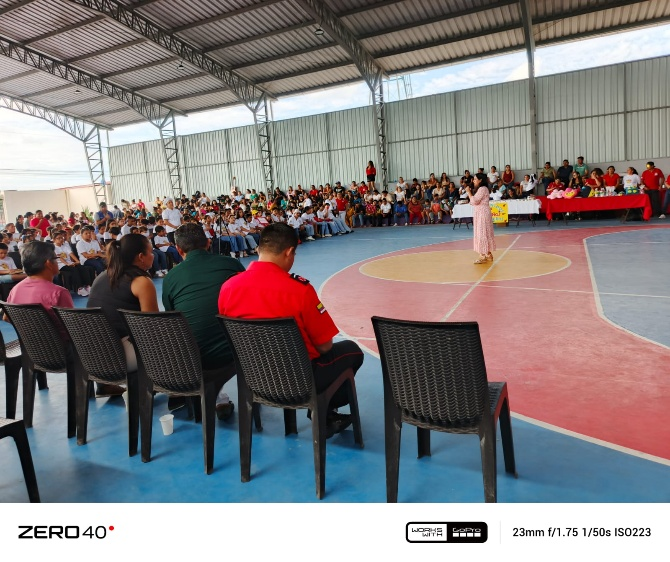 ZERO 40
WORKS WITH GoPro
23mm f/1.75 1/50s ISO223